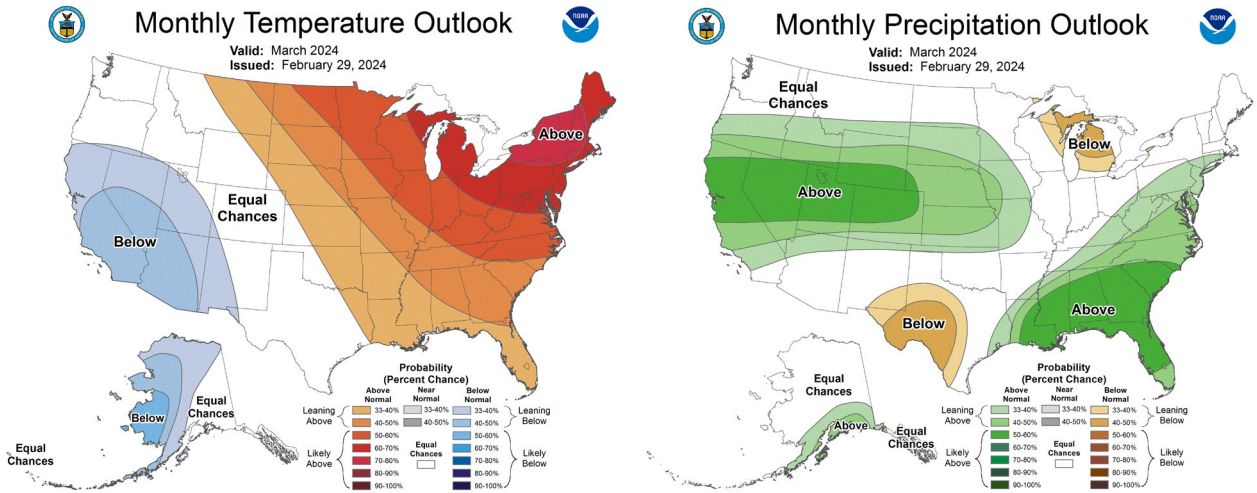 Monthly Temperature Outlook
NOAA
Valid: March 2024
Issued: February 29, 2024
Above
Equal
Chances
Below
Below
Equal
Chances
Equal
Chances
Probability
(Percent Chance)
Above
Normal
Near
Normal
Below
Normal
Leaning
Above
33-40%
33-40%
33-40%
Leaning
Below
40-50%
40-50%
40-50%
Likely
Above
50-60%
Equal
Chances
50-60%
Likely
Below
60-70%
60-70%
70-80%
70-80%
80-90%
80-90%
90-100%
90-100%
Monthly Precipitation Outlook
NOAA
Valid: March 2024
Issued: February 29, 2024
Equal
Chances
Below
Above
Below
Above
Equal
Chances
Above
Equal
Chances
Probability
(Percent Chance)
Above
Normal
Near
Normal
Below
Normal
Leaning
Above
33-40%
33-40%
33-40%
Leaning
Below
40-50%
40-50%
40-50%
Likely
Above
50-60%
Equal
Chances
50-60%
Likely
Below
60-70%
60-70%
70-80%
70-80%
80-90%
80-90%
90-100%
90-100%